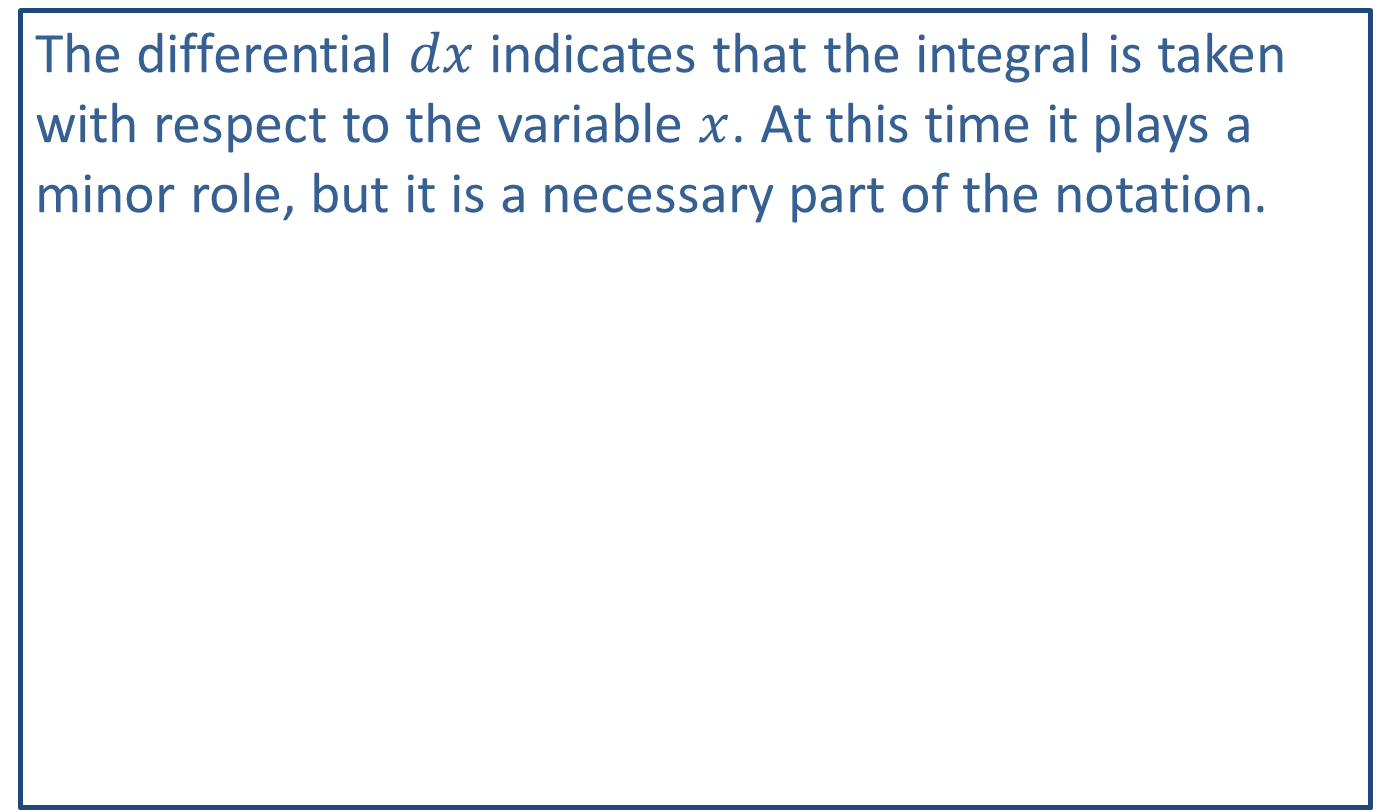 The differential dx indicates that the integral is taken
with respect to the variable x. At this time it plays a
minor role, but it is a necessary part of the notation.